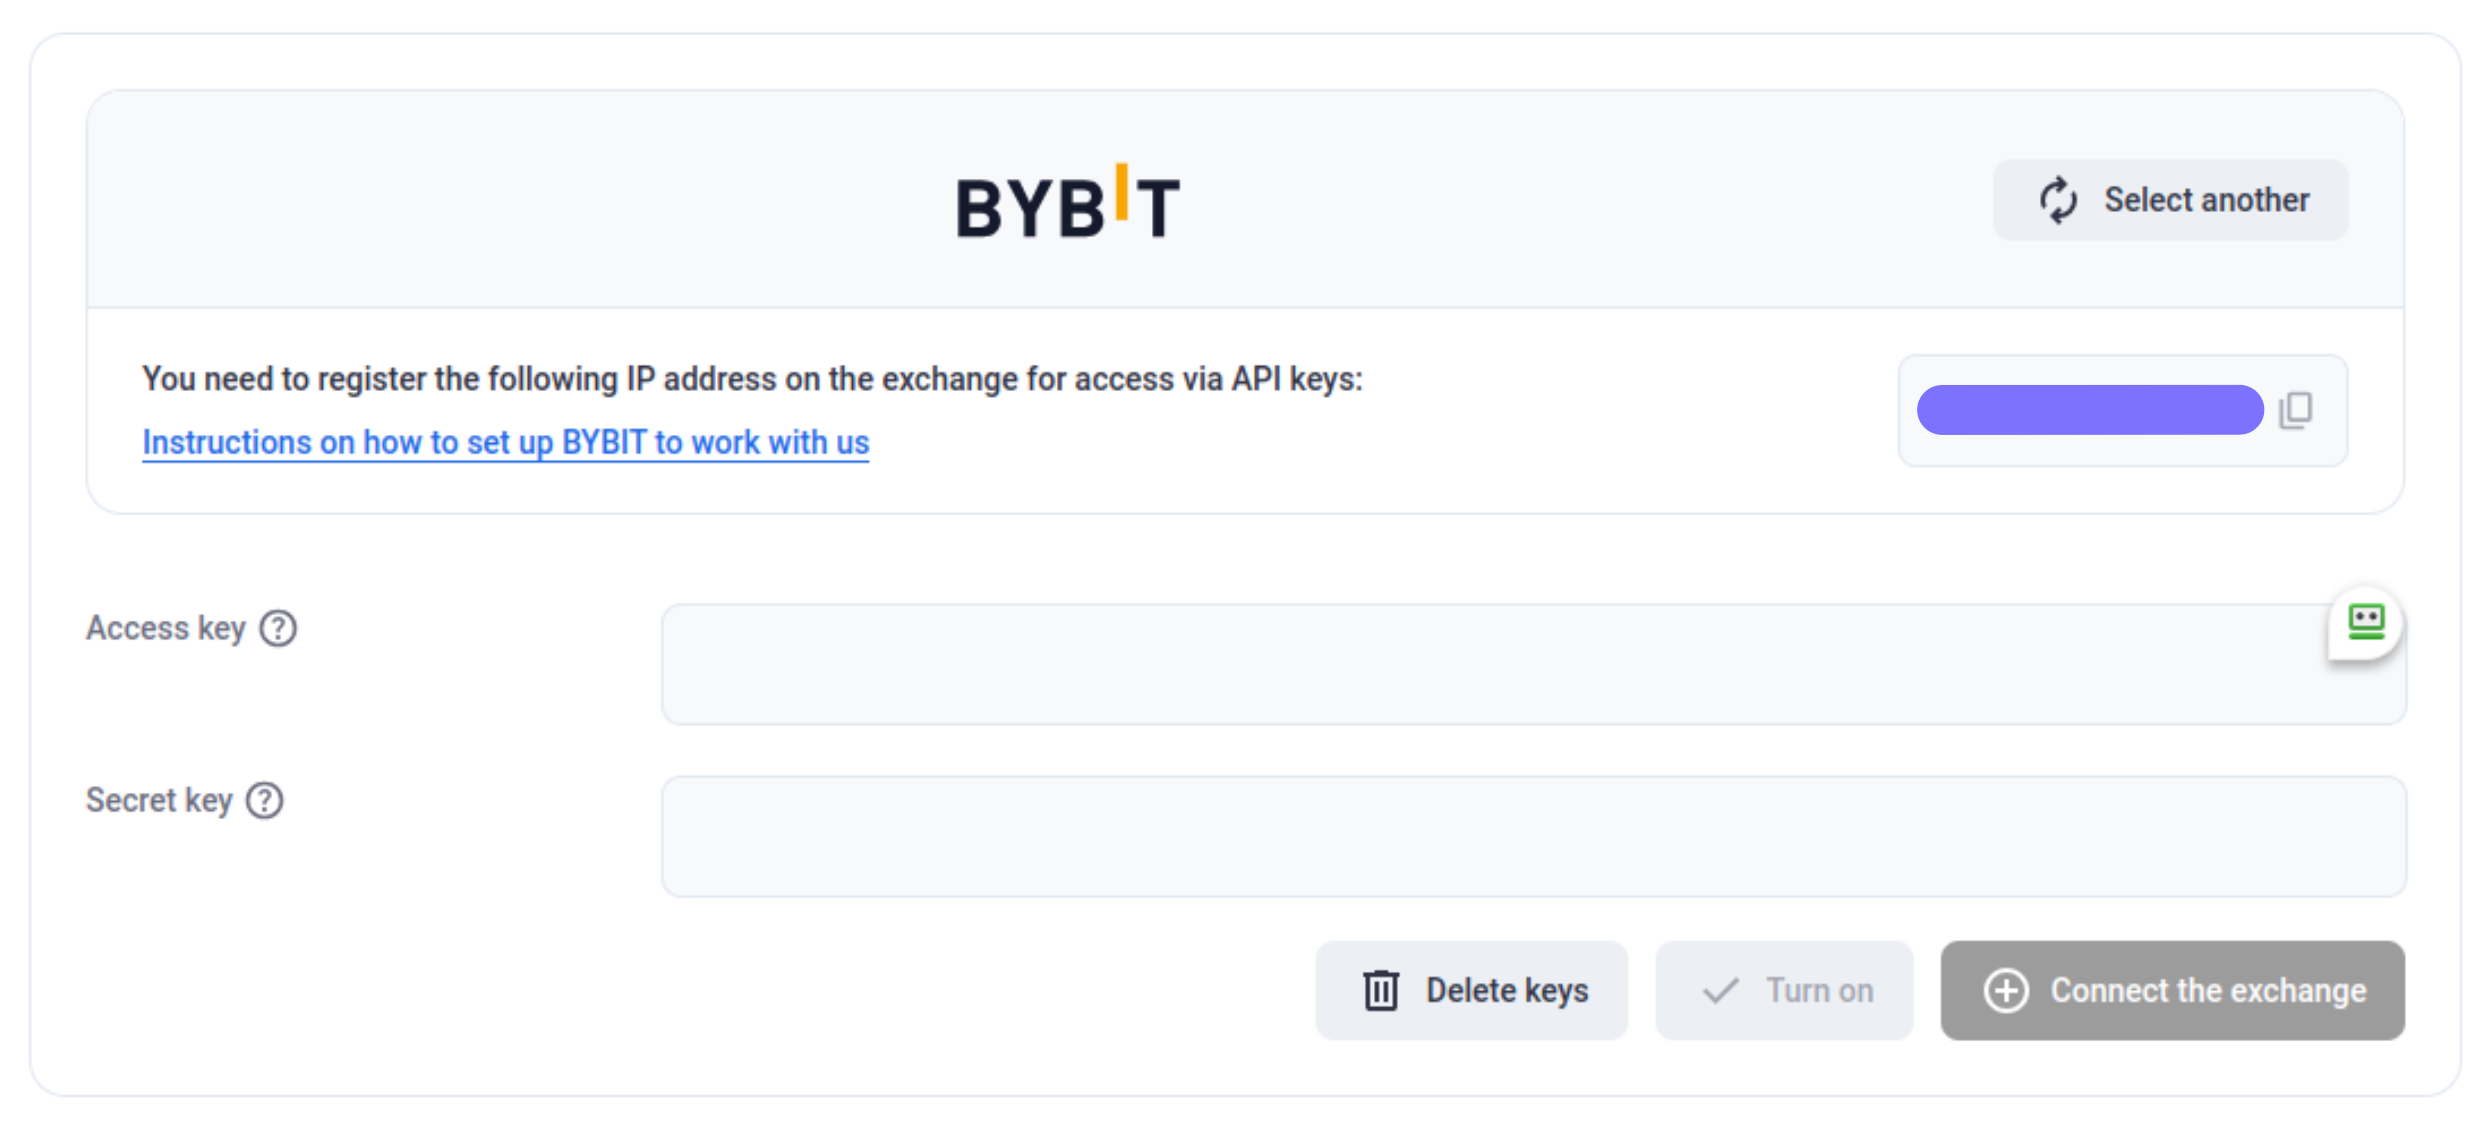 BYBIT
Select another
You need to register the following IP address on the exchange for access via API keys:
Instructions on how to set up BYBIT to work with us
Access key ?
Secret key ?
Delete keys
Turn on
Connect the exchange